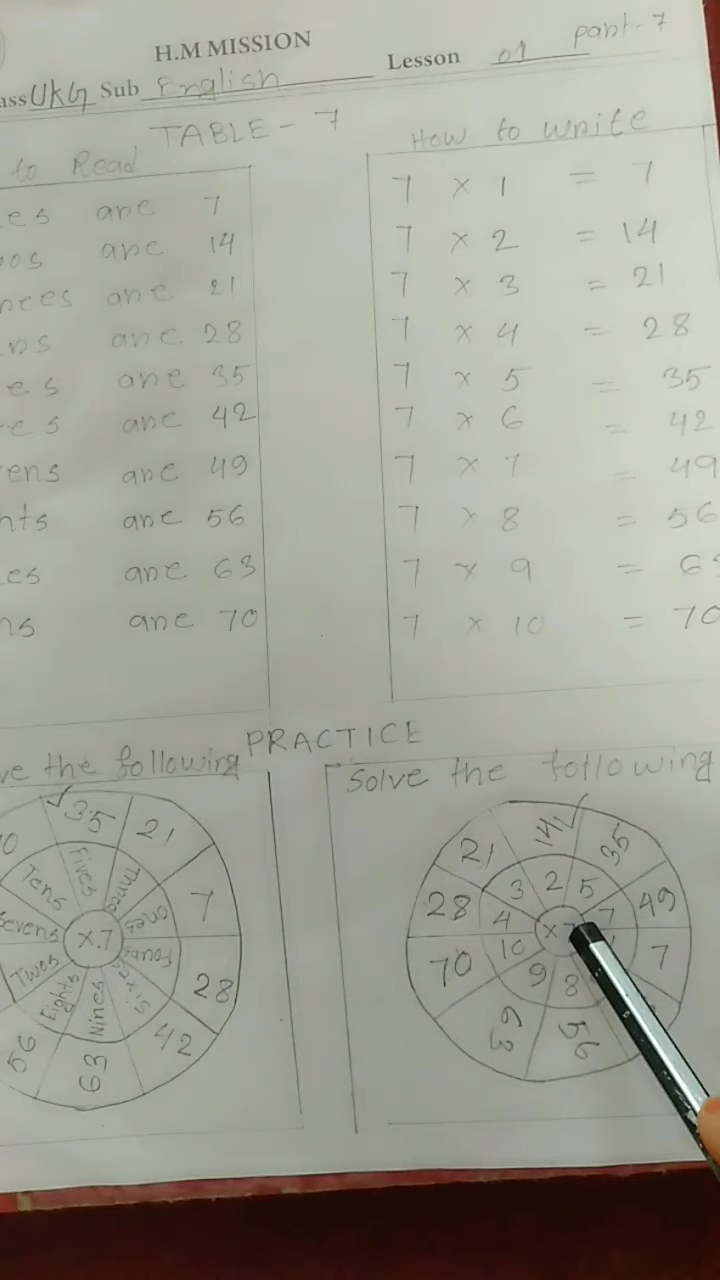 H.M MISSION
Lesson 01 part-7
UKG Sub English
TABLE - 7
to Read
How to write
are 7
are 14
are 21
are 28
are 35
are 42
are 49
are 56
are 63
are 70
7 x 1 = 7
7 x 2 = 14
7 x 3 = 21
7 x 4 = 28
7 x 5 = 35
7 x 6 = 42
7 x 7 = 49
7 x 8 = 56
7 x 9 =
7 x 10 = 70
PRACTICE
the following
Solve the following
35 21 7 28 42 63 56
Fives Threes ones Fours Sixes Nines Eights Twos Sevens Tens
x.7
14 35 49 7 56 63 70 28 21
2 5 7 8 9 10 4 3